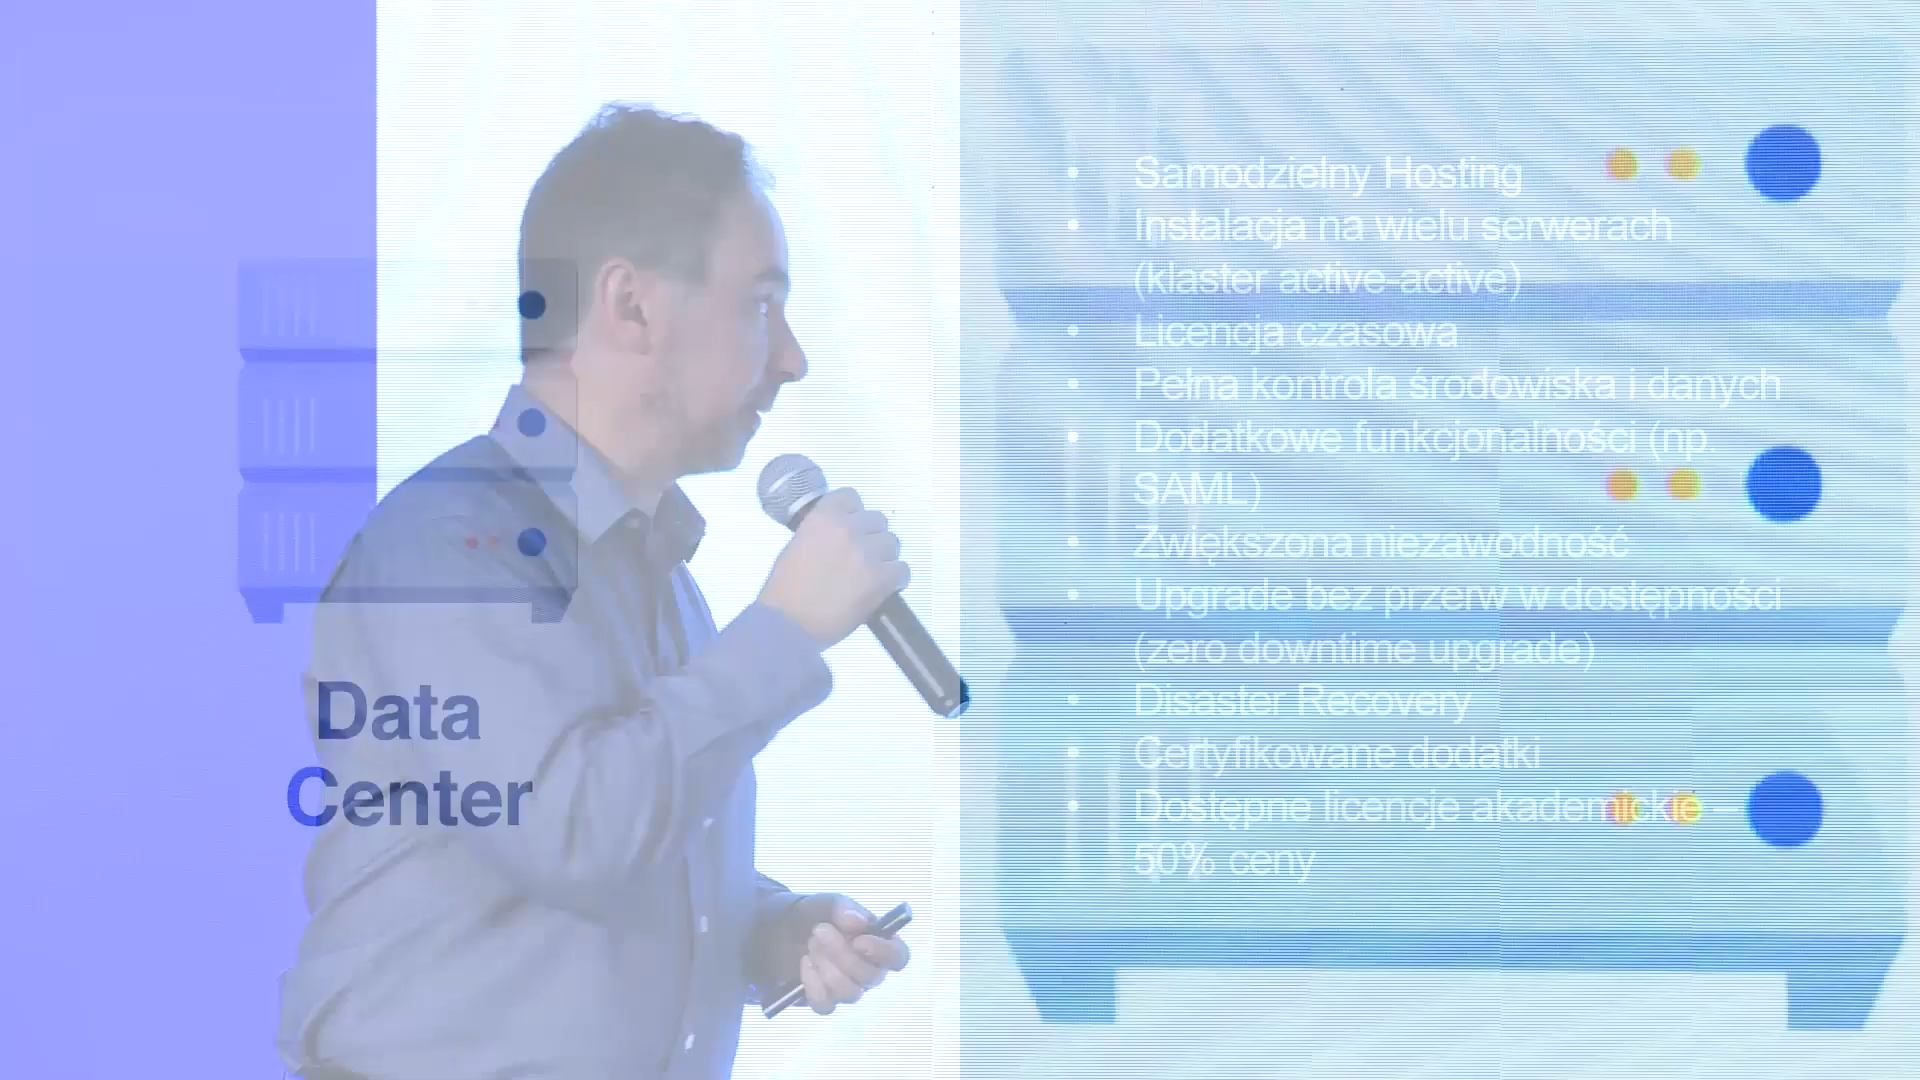 Data
Center
• Samodzielny Hosting
• Instalacja na wielu serwerach
(klaster active-active)
• Licencja czasowa
• Pełna kontrola środowiska i danych
• Dodatkowe funkcjonalności (np.
SAML)
• Zwiększona niezawodność
• Upgrade bez przerw w dostępności
(zero downtime upgrade)
• Disaster Recovery
• Certyfikowane dodatki
• Dostępne licencje akademickie –
50% ceny